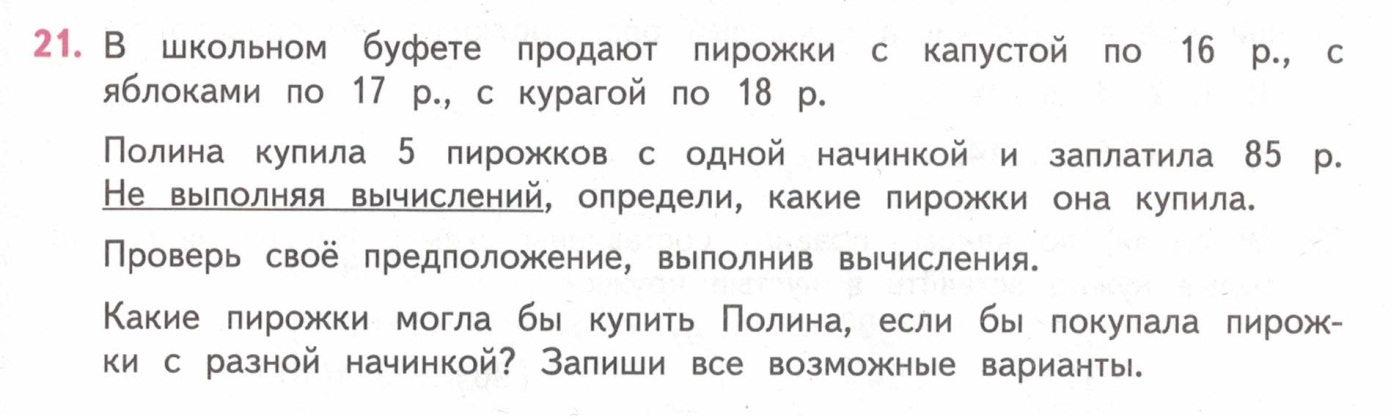 21. В школьном буфете продают пирожки с капустой по 16 р., с
яблоками по 17 р., с курагой по 18 р.
Полина купила 5 пирожков с одной начинкой и заплатила 85 р.
Не выполняя вычислений, определи, какие пирожки она купила.
Проверь своё предположение, выполнив вычисления.
Какие пирожки могла бы купить Полина, если бы покупала пирож-
ки с разной начинкой? Запиши все возможные варианты.